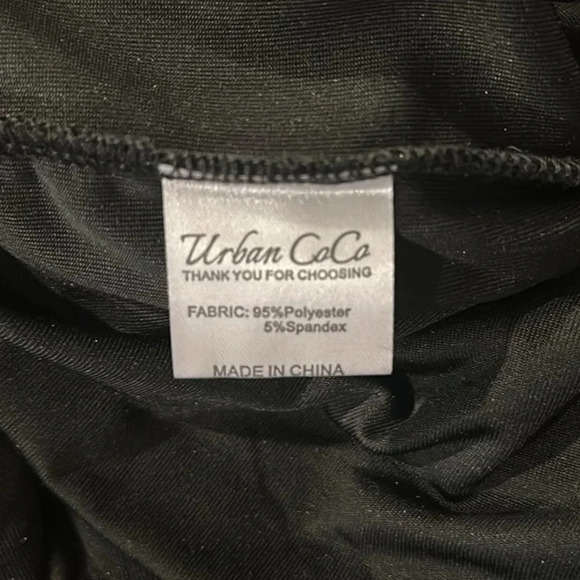 Urban CoCo
THANK YOU FOR CHOOSING
FABRIC: 95%Polyester
5%Spandex
MADE IN CHINA